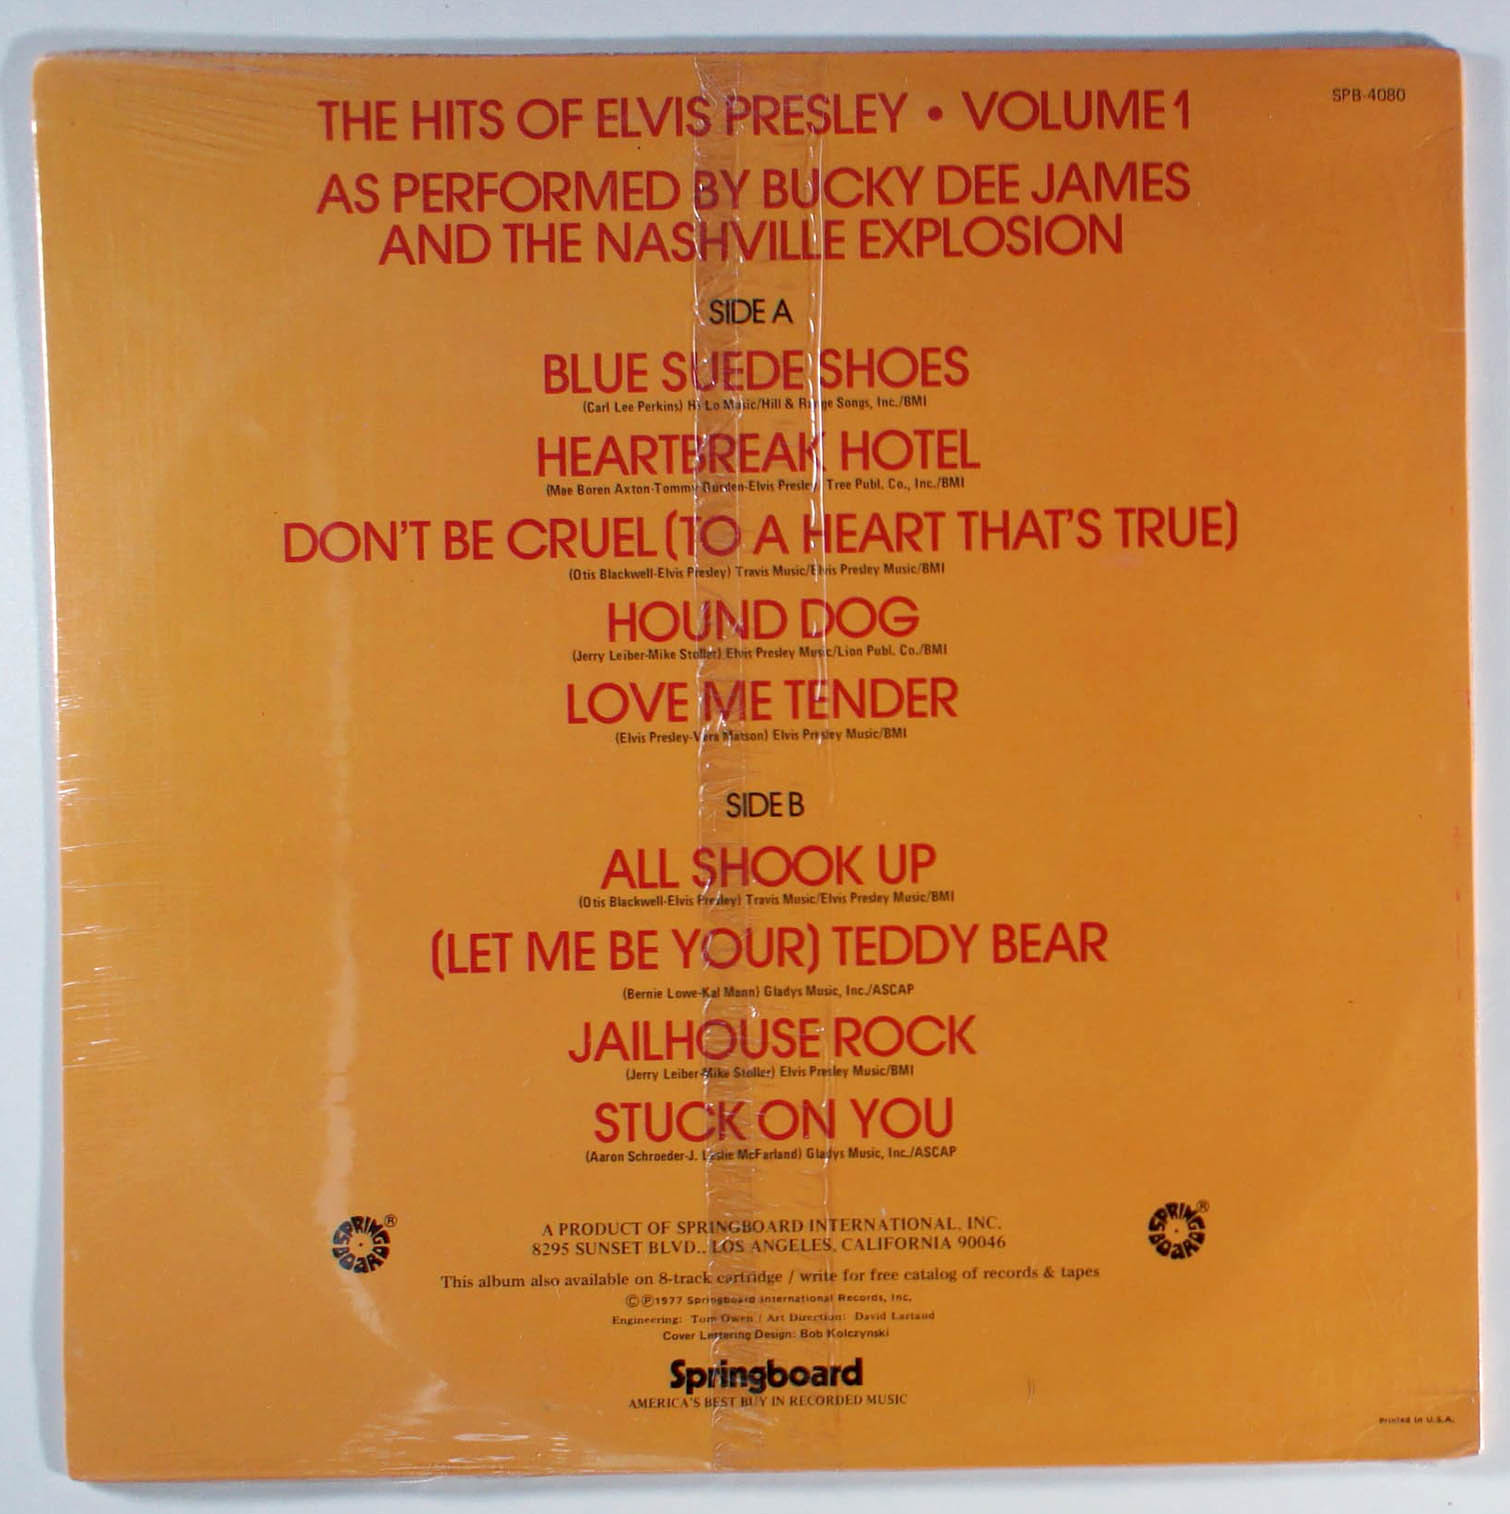 THE HITS OF ELVIS PRESLEY • VOLUME 1
SPB-4080
AS PERFORMED BY BUCKY DEE JAMES
AND THE NASHVILLE EXPLOSION
SIDE A
BLUE SUEDE SHOES
(Carl Lee Perkins) Hi Lo Music/Hill & Range Songs, Inc./BMI
HEARTBREAK HOTEL
(Mae Boren Axton-Tommy Durden-Elvis Presley) Tree Publ. Co., Inc./BMI
DON'T BE CRUEL (TO A HEART THAT'S TRUE)
(Otis Blackwell-Elvis Presley) Travis Music/Elvis Presley Music/BMI
HOUND DOG
(Jerry Leiber-Mike Stoller) Elvis Presley Music/Lion Publ. Co./BMI
LOVE ME TENDER
(Elvis Presley-Vera Matson) Elvis Presley Music/BMI
SIDE B
ALL SHOOK UP
(Otis Blackwell-Elvis Presley) Travis Music/Elvis Presley Music/BMI
(LET ME BE YOUR) TEDDY BEAR
(Bernie Lowe-Kal Mann) Gladys Music, Inc./ASCAP
JAILHOUSE ROCK
(Jerry Leiber-Mike Stoller) Elvis Presley Music/BMI
STUCK ON YOU
(Aaron Schroeder-J. Leslie McFarland) Gladys Music, Inc./ASCAP
SPRINGBOARD ®
A PRODUCT OF SPRINGBOARD INTERNATIONAL, INC.
8295 SUNSET BLVD., LOS ANGELES, CALIFORNIA 90046
SPRINGBOARD ®
This album also available on 8-track cartridge / write for free catalog of records & tapes
©℗1977 Springboard International Records, Inc.
Engineering: Tom Owen / Art Direction: David Lartaud
Cover Lettering Design: Bob Kolczynski
Springboard
AMERICA'S BEST BUY IN RECORDED MUSIC
Printed in U.S.A.